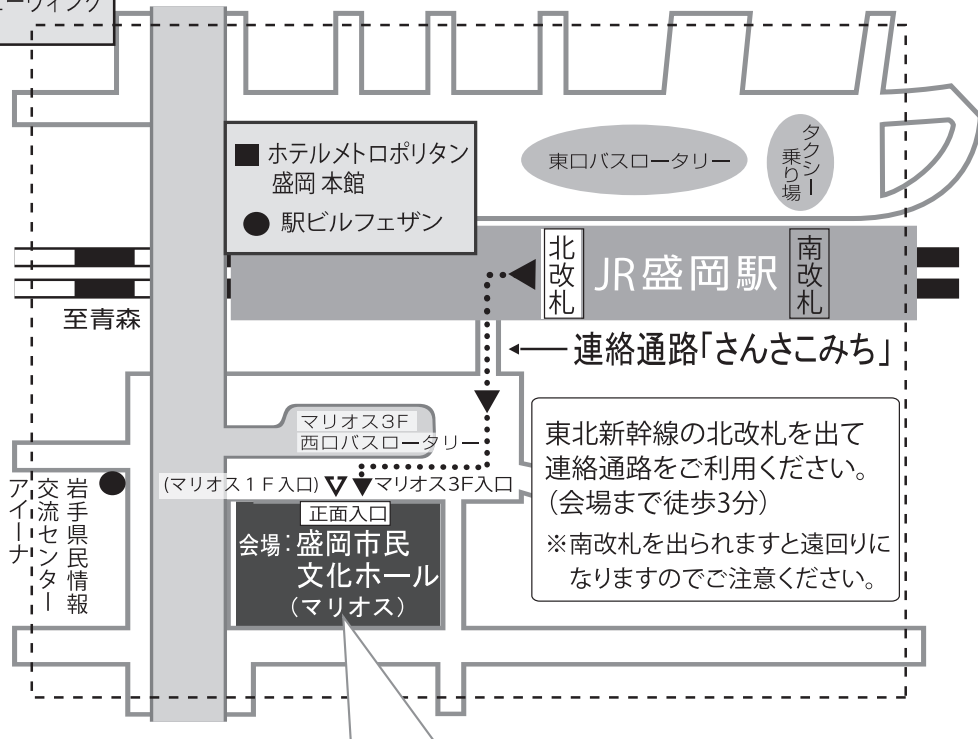 ューウィング
■ ホテルメトロポリタン
盛岡 本館
● 駅ビルフェザン
東口バスロータリー
タクシー
乗り場
北改札
JR盛岡駅
南改札
至青森
連絡通路「さんさこみち」
マリオス3F
西口バスロータリー
(マリオス1F入口)
マリオス3F入口
正面入口
会場：盛岡市民
文化ホール
（マリオス）
岩手県民情報
交流センター
アイーナ
東北新幹線の北改札を出て
連絡通路をご利用ください。
（会場まで徒歩3分）
※南改札を出られますと遠回りに
なりますのでご注意ください。